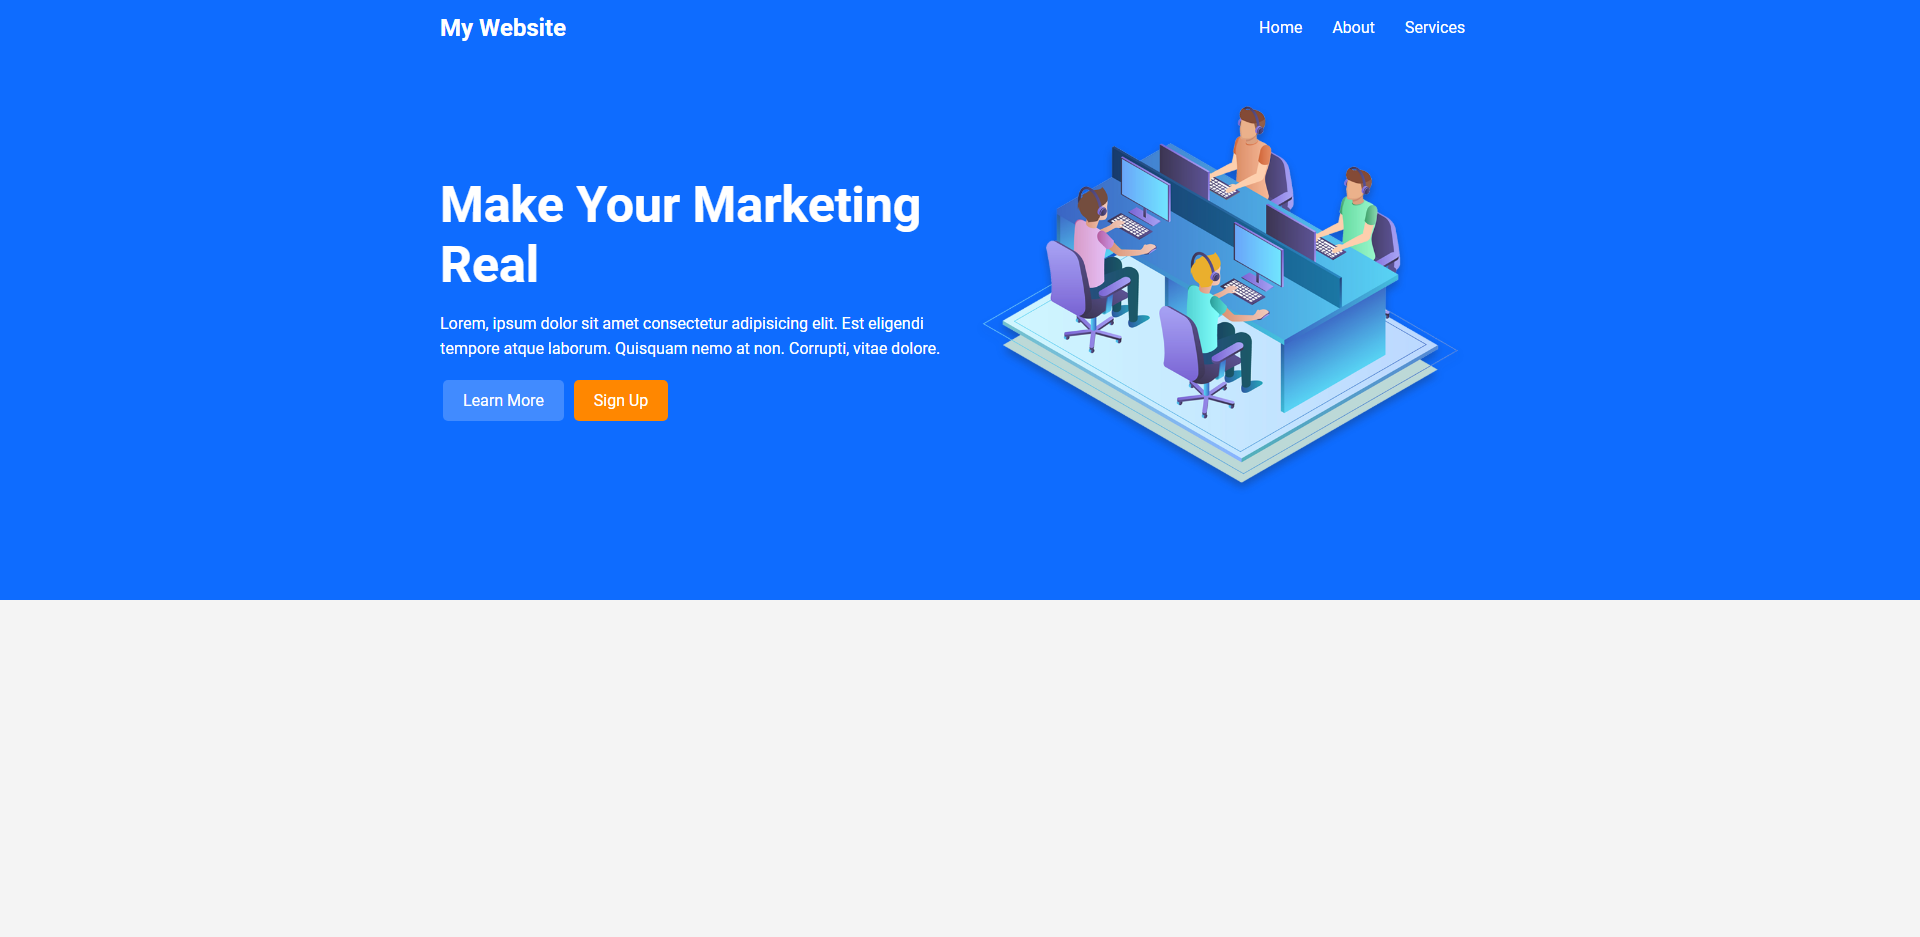 My Website
Home About Services
Make Your Marketing
Real
Lorem, ipsum dolor sit amet consectetur adipisicing elit. Est eligendi
tempore atque laborum. Quisquam nemo at non. Corrupti, vitae dolore.
Learn More Sign Up